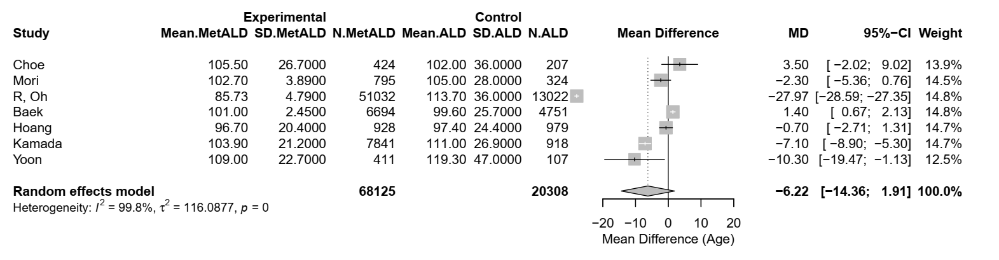 Experimental Control
Study Mean.MetALD SD.MetALD N.MetALD Mean.ALD SD.ALD N.ALD Mean Difference MD 95%−CI Weight
Choe 105.50 26.7000 424 102.00 36.0000 207 3.50 [ −2.02; 9.02] 13.9%
Mori 102.70 3.8900 795 105.00 28.0000 324 −2.30 [ −5.36; 0.76] 14.5%
R, Oh 85.73 4.7900 51032 113.70 36.0000 13022 −27.97 [−28.59; −27.35] 14.8%
Baek 101.00 2.4500 6694 99.60 25.7000 4751 1.40 [ 0.67; 2.13] 14.8%
Hoang 96.70 20.4000 928 97.40 24.4000 979 −0.70 [ −2.71; 1.31] 14.7%
Kamada 103.90 21.2000 7841 111.00 26.9000 918 −7.10 [ −8.90; −5.30] 14.7%
Yoon 109.00 22.7000 411 119.30 47.0000 107 −10.30 [−19.47; −1.13] 12.5%
Random effects model 68125 20308 −6.22 [−14.36; 1.91] 100.0%
Heterogeneity: I² = 99.8%, τ² = 116.0877, p = 0
−20 −10 0 10 20
Mean Difference (Age)